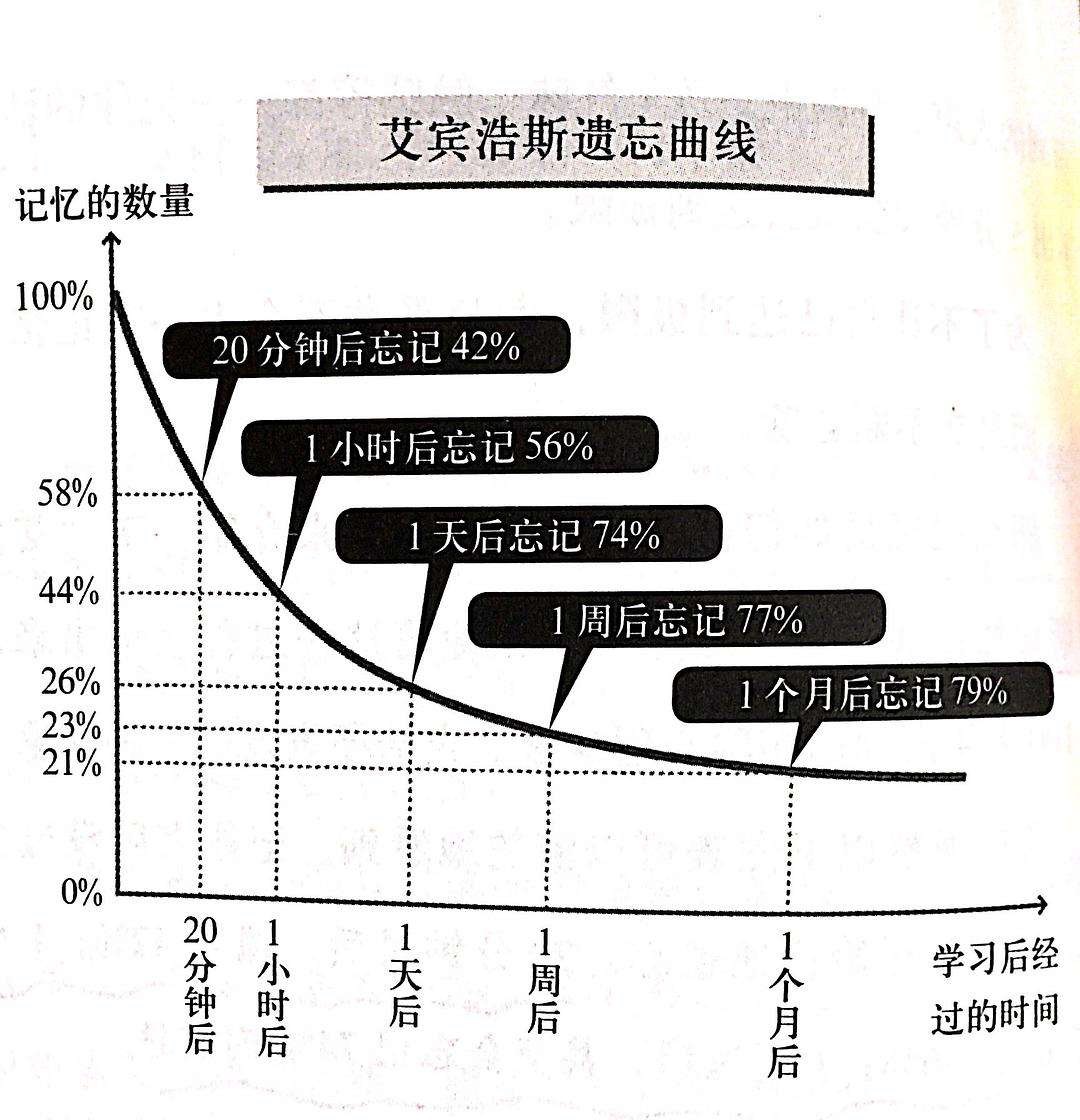 艾宾浩斯遗忘曲线
记忆的数量
100%
20 分钟后忘记 42%
1 小时后忘记 56%
58%
1 天后忘记 74%
44%
1 周后忘记 77%
26%
1 个月后忘记 79%
23%
21%
0%
20分钟后
1小时后
1天后
1周后
1个月后
学习后经
过的时间